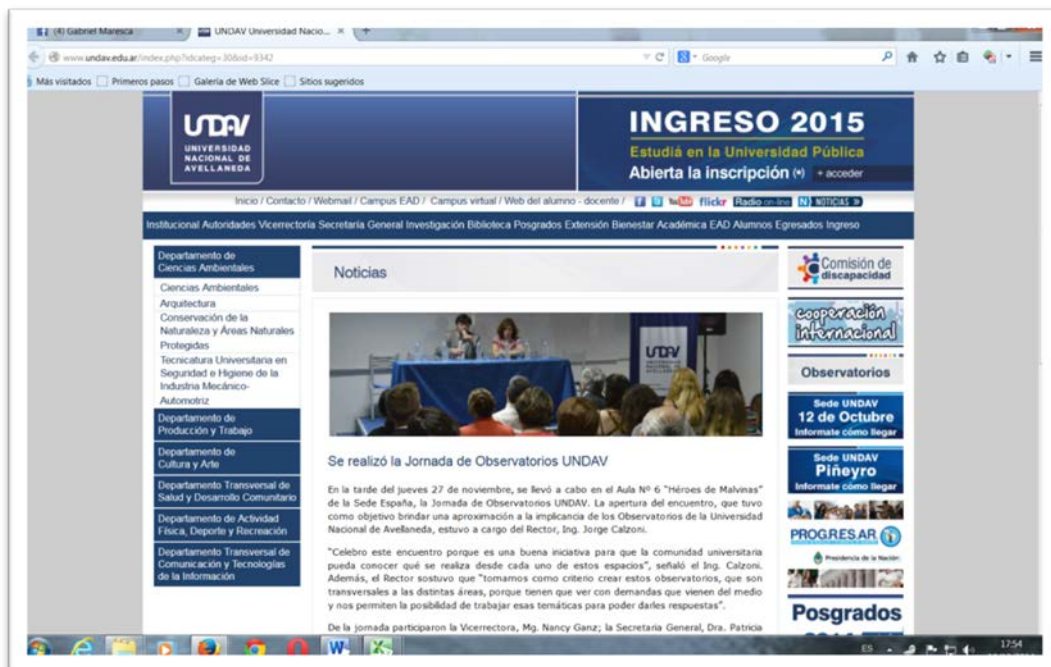 (4) Gabriel Maresca
UNDAV Universidad Nacio...
www.undav.edu.ar/index.php?idcateg=30&id=9342
Google
Más visitados
Primeros pasos
Galería de Web Slice
Sitios sugeridos
UNDAV
UNIVERSIDAD
NACIONAL DE
AVELLANEDA
INGRESO 2015
Estudiá en la Universidad Pública
Abierta la inscripción (*) + acceder
Inicio / Contacto / Webmail / Campus EAD / Campus virtual / Web del alumno - docente /
flickr Radio on-line N) NOTICIAS »
Institucional Autoridades Vicerrectoría Secretaría General Investigación Biblioteca Posgrados Extensión Bienestar Académica EAD Alumnos Egresados Ingreso
Departamento de
Ciencias Ambientales
Ciencias Ambientales
Arquitectura
Conservación de la
Naturaleza y Áreas Naturales
Protegidas
Tecnicatura Universitaria en
Seguridad e Higiene de la
Industria Mecánico-
Automotriz
Departamento de
Producción y Trabajo
Departamento de
Cultura y Arte
Departamento Transversal de
Salud y Desarrollo Comunitario
Departamento de Actividad
Física, Deporte y Recreación
Departamento Transversal de
Comunicación y Tecnologías
de la Información
Noticias
UNDAV
Se realizó la Jornada de Observatorios UNDAV
En la tarde del jueves 27 de noviembre, se llevó a cabo en el Aula Nº 6 "Héroes de Malvinas"
de la Sede España, la Jornada de Observatorios UNDAV. La apertura del encuentro, que tuvo
como objetivo brindar una aproximación a la implicancia de los Observatorios de la Universidad
Nacional de Avellaneda, estuvo a cargo del Rector, Ing. Jorge Calzoni.
"Celebro este encuentro porque es una buena iniciativa para que la comunidad universitaria
pueda conocer qué se realiza desde cada uno de estos espacios", señaló el Ing. Calzoni.
Además, el Rector sostuvo que "tomamos como criterio crear estos observatorios, que son
transversales a las distintas áreas, porque tienen que ver con demandas que vienen del medio
y nos permiten la posibilidad de trabajar esas temáticas para poder darles respuestas".
De la jornada participaron la Vicerrectora, Mg. Nancy Ganz; la Secretaria General, Dra. Patricia
Comisión de
discapacidad
cooperación
internacional
Observatorios
Sede UNDAV
12 de Octubre
Informate cómo llegar
Sede UNDAV
Piñeyro
Informate cómo llegar
PROGRESAR
Presidencia de la Nación
Posgrados
ES
17:54